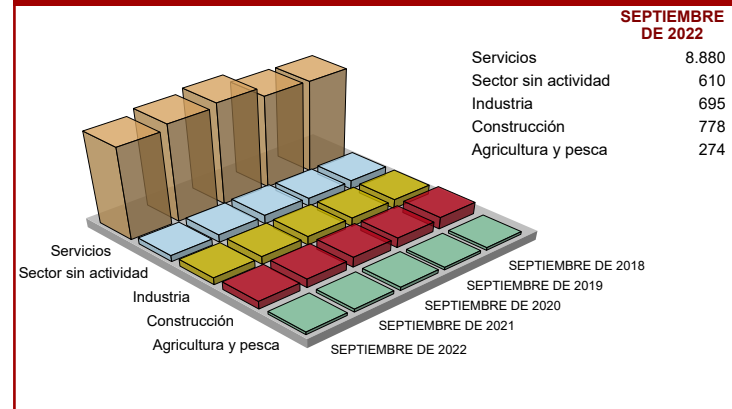 SEPTIEMBRE
DE 2022
Servicios 8.880
Sector sin actividad 610
Industria 695
Construcción 778
Agricultura y pesca 274
Servicios
Sector sin actividad
Industria
Construcción
Agricultura y pesca
SEPTIEMBRE DE 2018
SEPTIEMBRE DE 2019
SEPTIEMBRE DE 2020
SEPTIEMBRE DE 2021
SEPTIEMBRE DE 2022